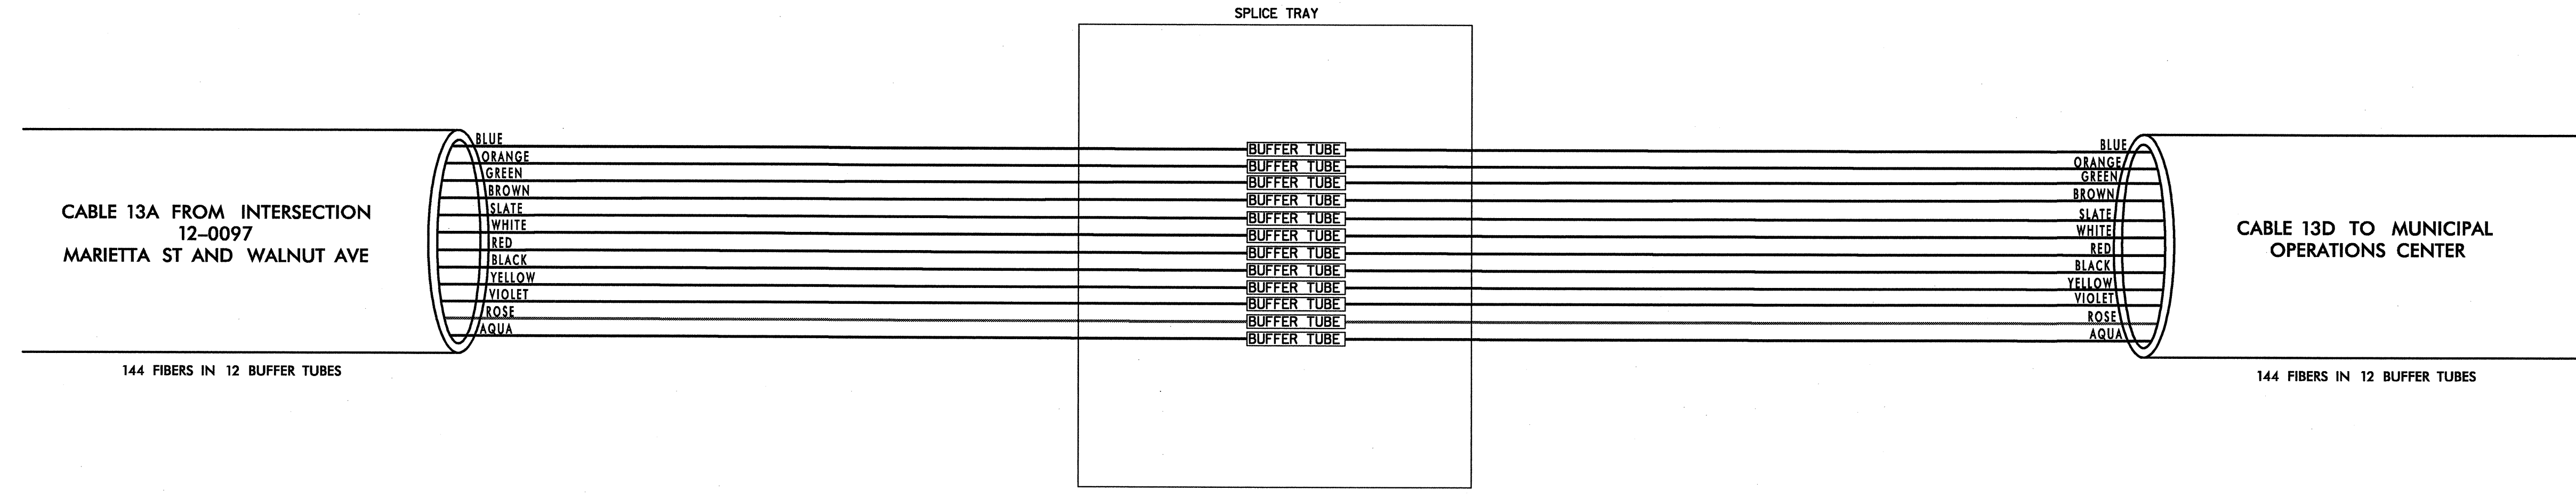 SPLICE TRAY
CABLE 13A FROM INTERSECTION
12–0097
MARIETTA ST AND WALNUT AVE
144 FIBERS IN 12 BUFFER TUBES
BLUE
ORANGE
GREEN
BROWN
SLATE
WHITE
RED
BLACK
YELLOW
VIOLET
ROSE
AQUA
BUFFER TUBE
BUFFER TUBE
BUFFER TUBE
BUFFER TUBE
BUFFER TUBE
BUFFER TUBE
BUFFER TUBE
BUFFER TUBE
BUFFER TUBE
BUFFER TUBE
BUFFER TUBE
BUFFER TUBE
BLUE
ORANGE
GREEN
BROWN
SLATE
WHITE
RED
BLACK
YELLOW
VIOLET
ROSE
AQUA
CABLE 13D TO MUNICIPAL
OPERATIONS CENTER
144 FIBERS IN 12 BUFFER TUBES